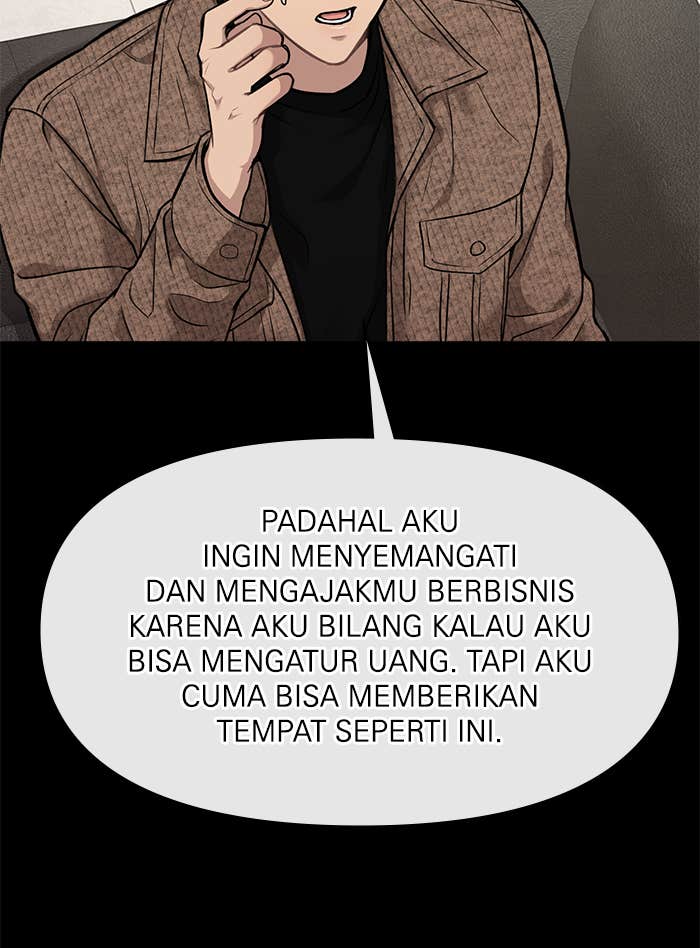 PADAHAL AKU
INGIN MENYEMANGATI
DAN MENGAJAKMU BERBISNIS
KARENA AKU BILANG KALAU AKU
BISA MENGATUR UANG. TAPI AKU
CUMA BISA MEMBERIKAN
TEMPAT SEPERTI INI.